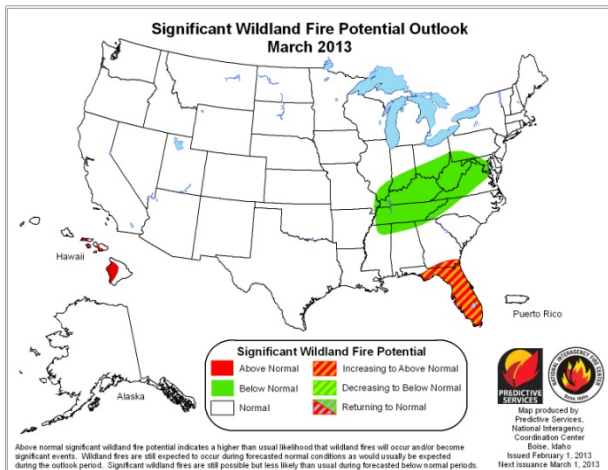 Significant Wildland Fire Potential Outlook
March 2013
Hawaii
Alaska
Puerto Rico
Significant Wildland Fire Potential
Above Normal
Below Normal
Normal
Increasing to Above Normal
Decreasing to Below Normal
Returning to Normal
PREDICTIVE
SERVICES
NATIONAL INTERAGENCY FIRE CENTER
Boise, Idaho
Map produced by
Predictive Services,
National Interagency
Coordination Center
Boise, Idaho
Issued February 1, 2013
Next issuance March 1, 2013
Above normal significant wildland fire potential indicates a higher than usual likelihood that wildland fires will occur and/or become
significant events. Wildland fires are still expected to occur during forecasted normal conditions as would usually be expected
during the outlook period. Significant wildland fires are still possible but less likely than usual during forecasted below normal periods.